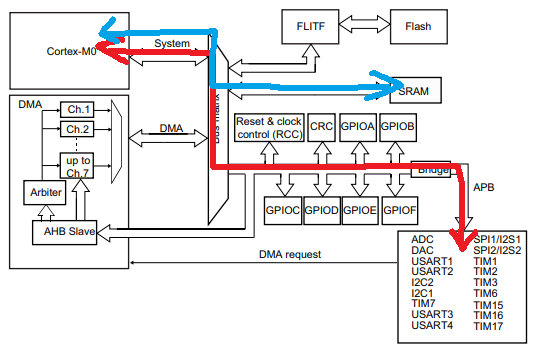 FLITF
Flash
Cortex-M0
System
SRAM
Bus matrix
DMA
Ch.1
Ch.2
up to
Ch.7
Arbiter
AHB Slave
DMA
Reset & clock
control (RCC)
CRC
GPIOA
GPIOB
Bridge
APB
GPIOC
GPIOD
GPIOE
GPIOF
DMA request
ADC
DAC
USART1
USART2
I2C2
I2C1
TIM7
USART3
USART4
SPI1/I2S1
SPI2/I2S2
TIM1
TIM2
TIM3
TIM6
TIM15
TIM16
TIM17